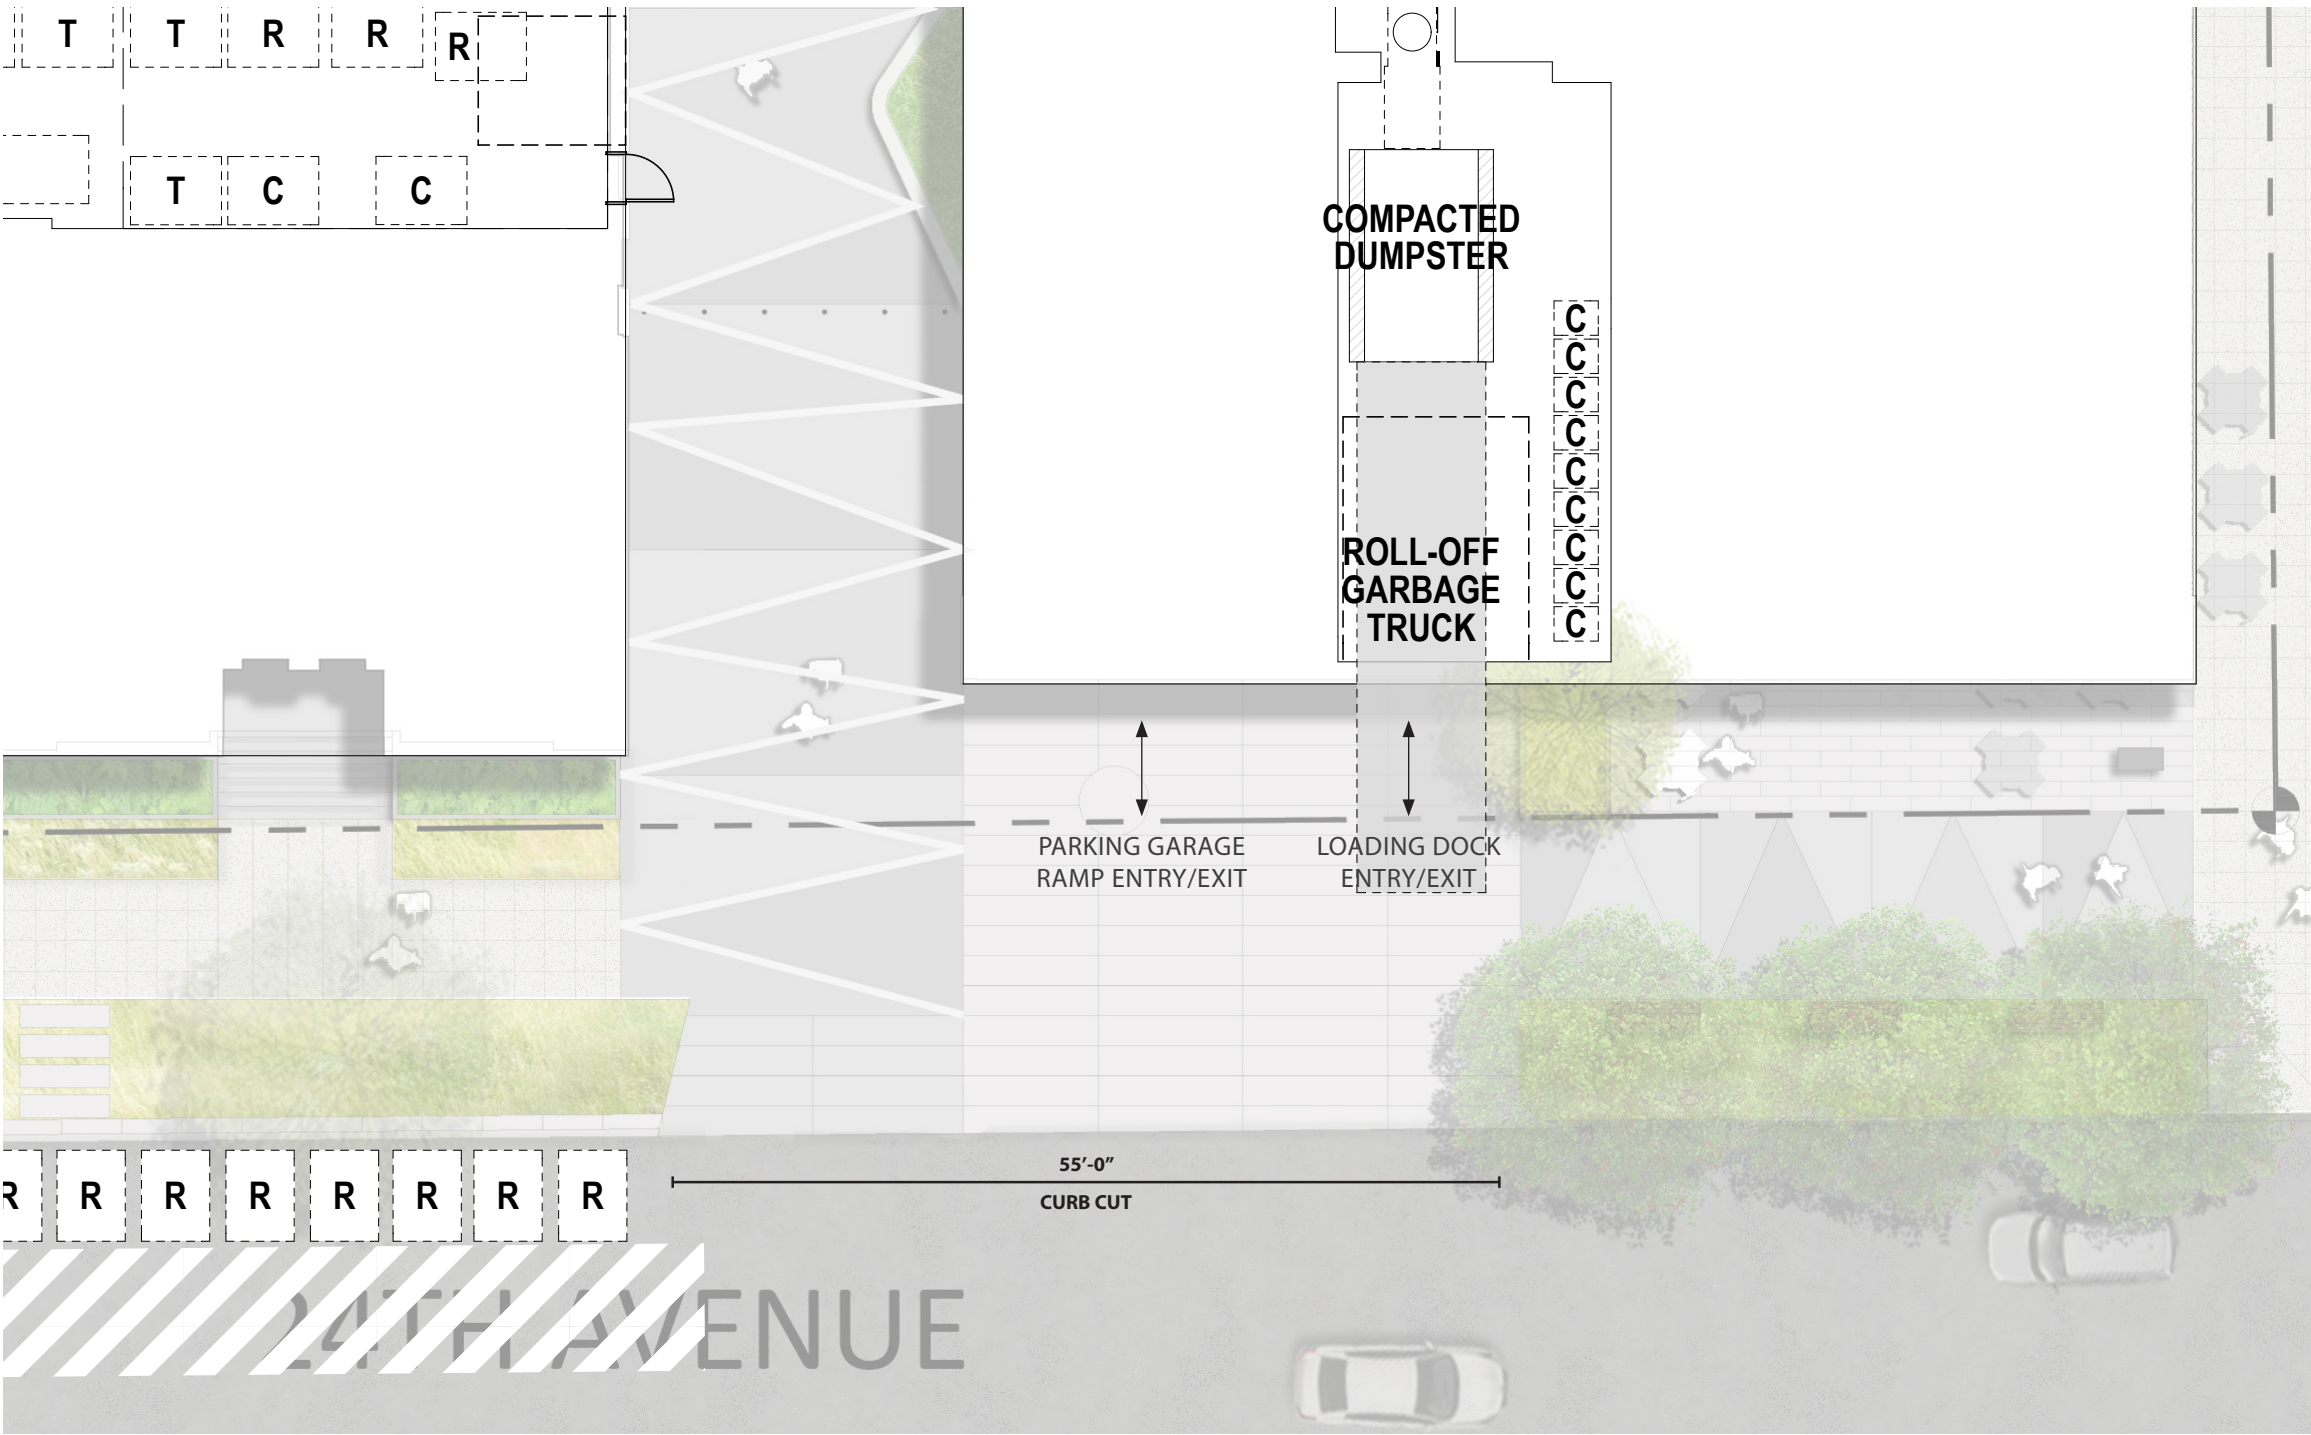 T T R R R
T C C
COMPACTED
DUMPSTER
C
C
C
C
C
C
C
C
C
ROLL-OFF
GARBAGE
TRUCK
PARKING GARAGE
RAMP ENTRY/EXIT
LOADING DOCK
ENTRY/EXIT
55’-0”
CURB CUT
R R R R R R R R
24TH AVENUE